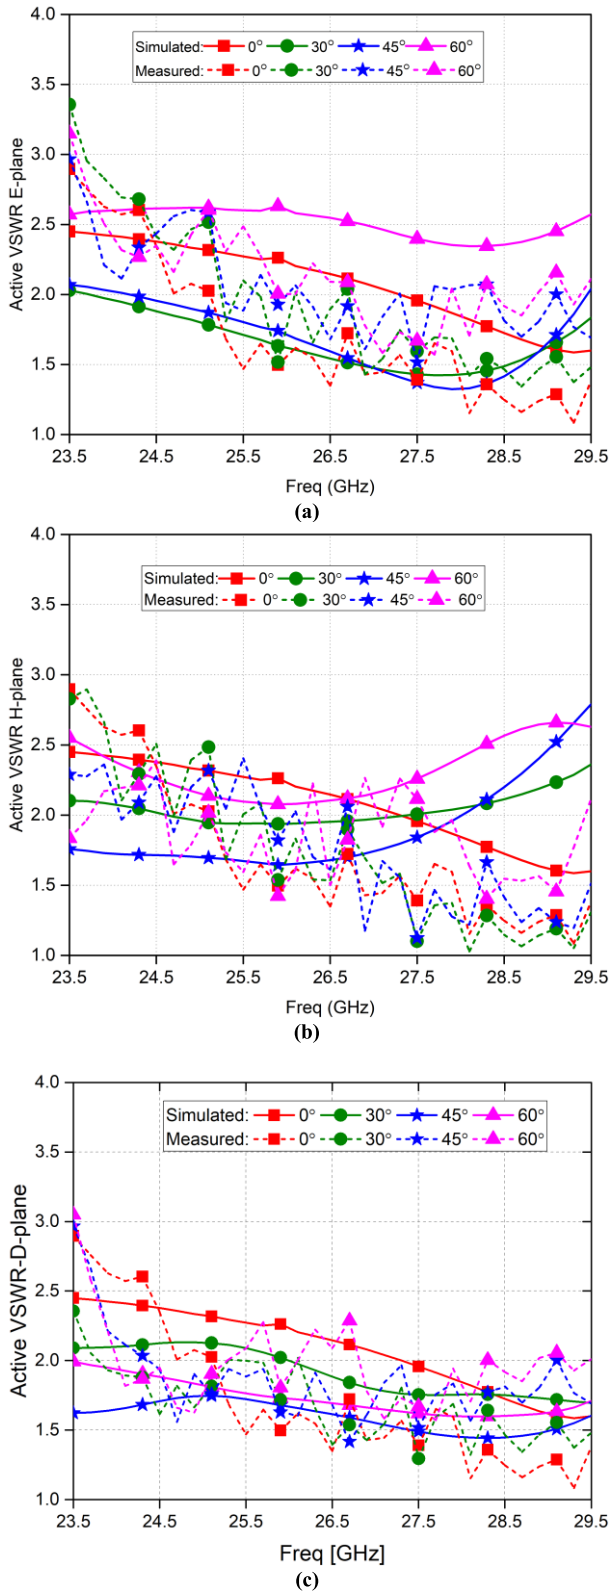 4.0
3.5
3.0
2.5
2.0
1.5
1.0
Active VSWR E-plane
Simulated: 0° 30° 45° 60°
Measured: 0° 30° 45° 60°
23.5 24.5 25.5 26.5 27.5 28.5 29.5
Freq (GHz)
(a)
4.0
3.5
3.0
2.5
2.0
1.5
1.0
Active VSWR H-plane
Simulated: 0° 30° 45° 60°
Measured: 0° 30° 45° 60°
23.5 24.5 25.5 26.5 27.5 28.5 29.5
Freq (GHz)
(b)
4.0
3.5
3.0
2.5
2.0
1.5
1.0
Active VSWR-D-plane
Simulated: 0° 30° 45° 60°
Measured: 0° 30° 45° 60°
23.5 24.5 25.5 26.5 27.5 28.5 29.5
Freq [GHz]
(c)